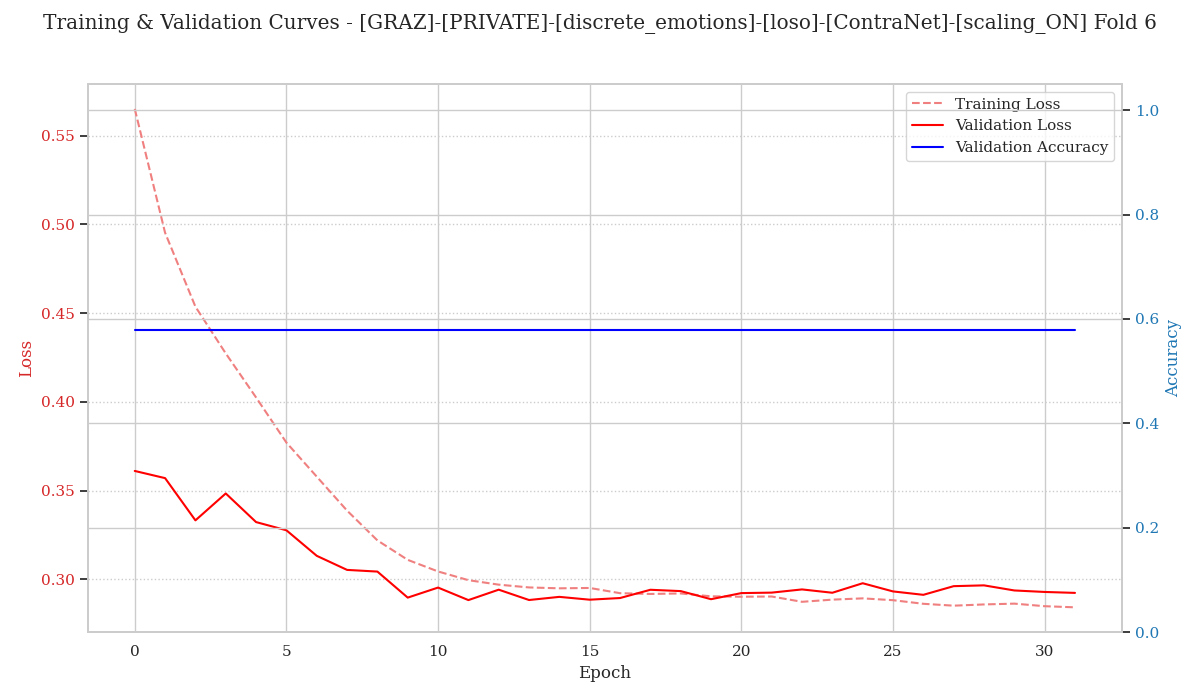 Training & Validation Curves - [GRAZ]-[PRIVATE]-[discrete_emotions]-[loso]-[ContraNet]-[scaling_ON] Fold 6
Training Loss
Validation Loss
Validation Accuracy
0.55
0.50
0.45
0.40
0.35
0.30
Loss
1.0
0.8
0.6
0.4
0.2
0.0
Accuracy
0 5 10 15 20 25 30
Epoch